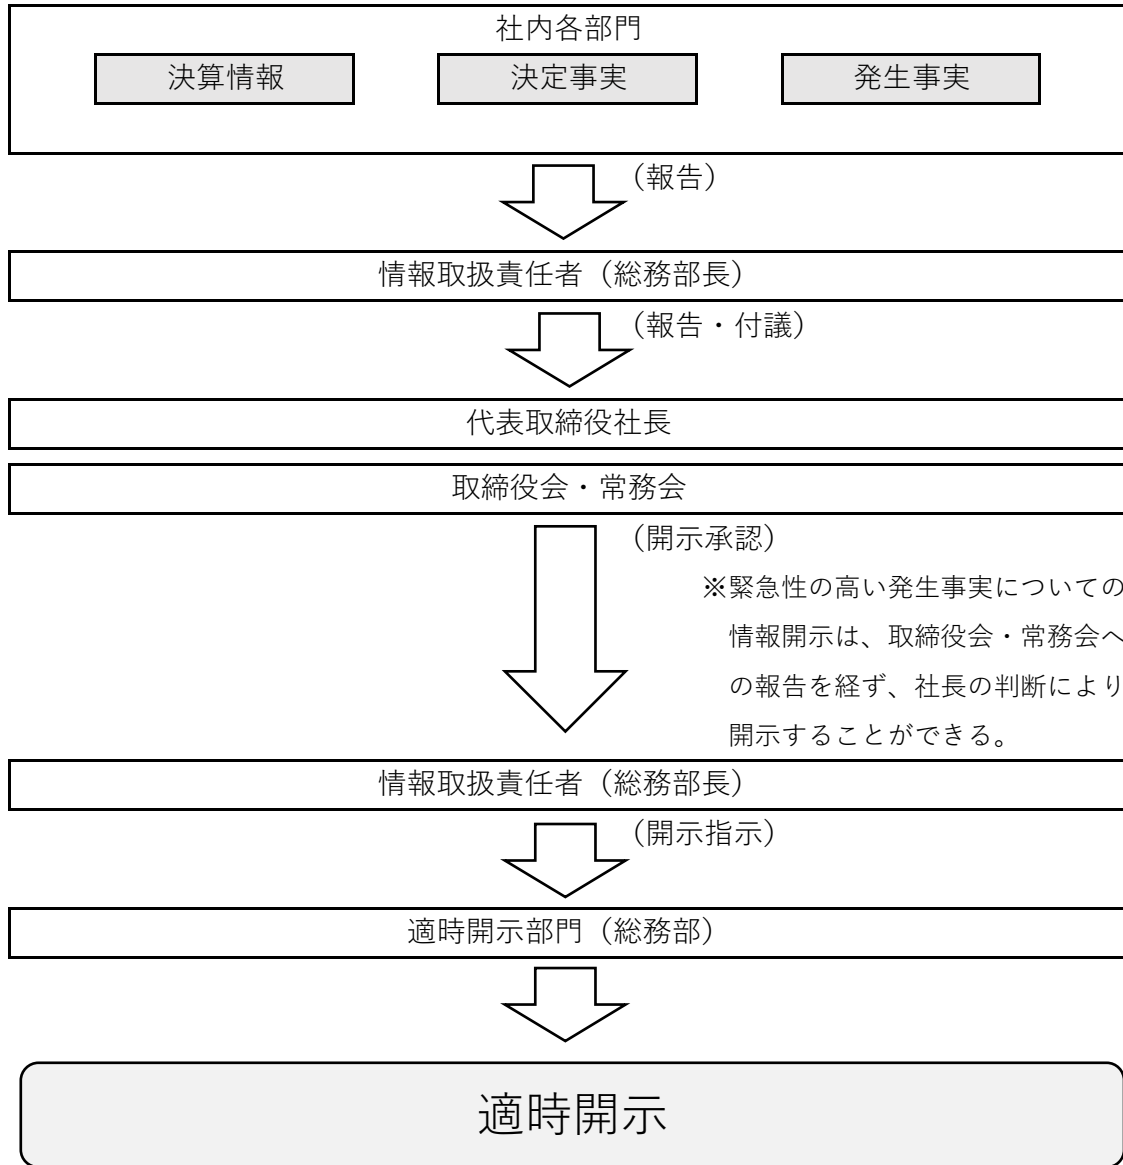 社内各部門
決算情報
決定事実
発生事実
（報告）
情報取扱責任者（総務部長）
（報告・付議）
代表取締役社長
取締役会・常務会
（開示承認）
※緊急性の高い発生事実についての
情報開示は、取締役会・常務会へ
の報告を経ず、社長の判断により
開示することができる。
情報取扱責任者（総務部長）
（開示指示）
適時開示部門（総務部）
適時開示